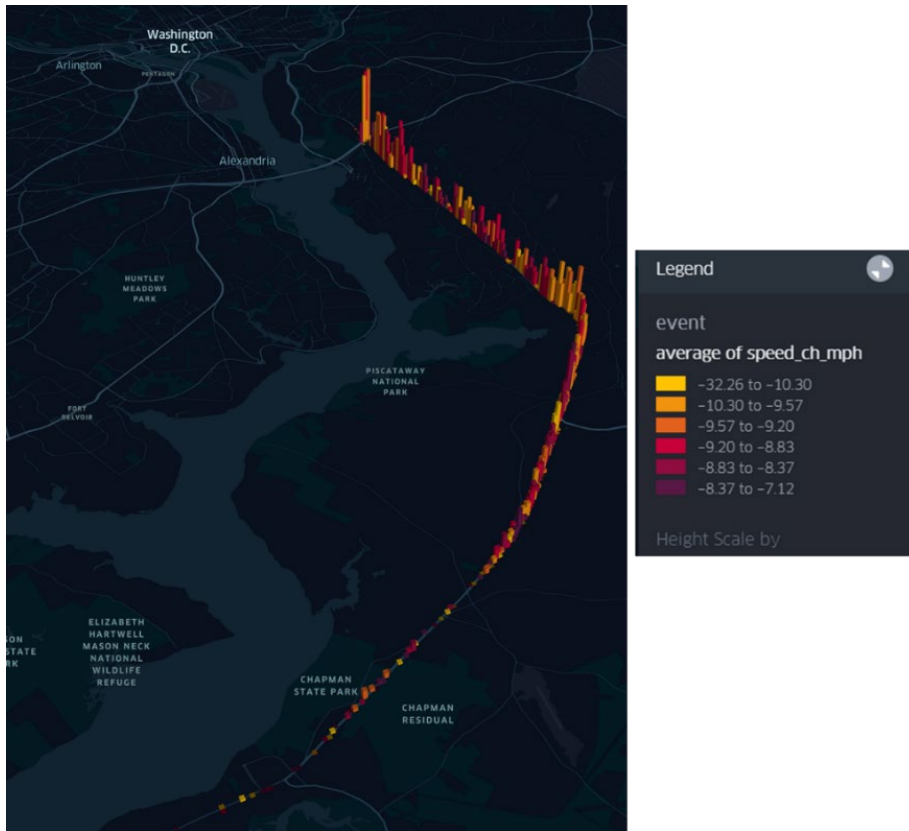 Washington
D.C.
Arlington
PENTAGON
Alexandria
HUNTLEY
MEADOWS
PARK
PISCATAWAY
NATIONAL
PARK
FORT
BELVOIR
ELIZABETH
HARTWELL
MASON NECK
NATIONAL
WILDLIFE
REFUGE
SON
STATE
RK
CHAPMAN
STATE PARK
CHAPMAN
RESIDUAL
Legend
event
average of speed_ch_mph
−32.26 to −10.30
−10.30 to −9.57
−9.57 to −9.20
−9.20 to −8.83
−8.83 to −8.37
−8.37 to −7.12
Height Scale by